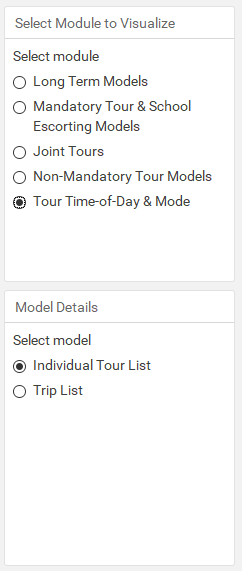 Select Module to Visualize
Select module
Long Term Models
Mandatory Tour & School
Escorting Models
Joint Tours
Non-Mandatory Tour Models
Tour Time-of-Day & Mode
Model Details
Select model
Individual Tour List
Trip List